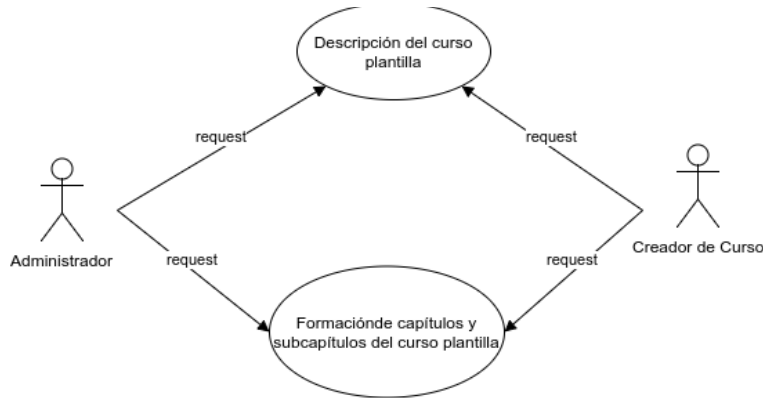 Descripción del curso
plantilla
request
request
Administrador
Creador de Curso
request
request
Formaciónde capítulos y
subcapítulos del curso plantilla